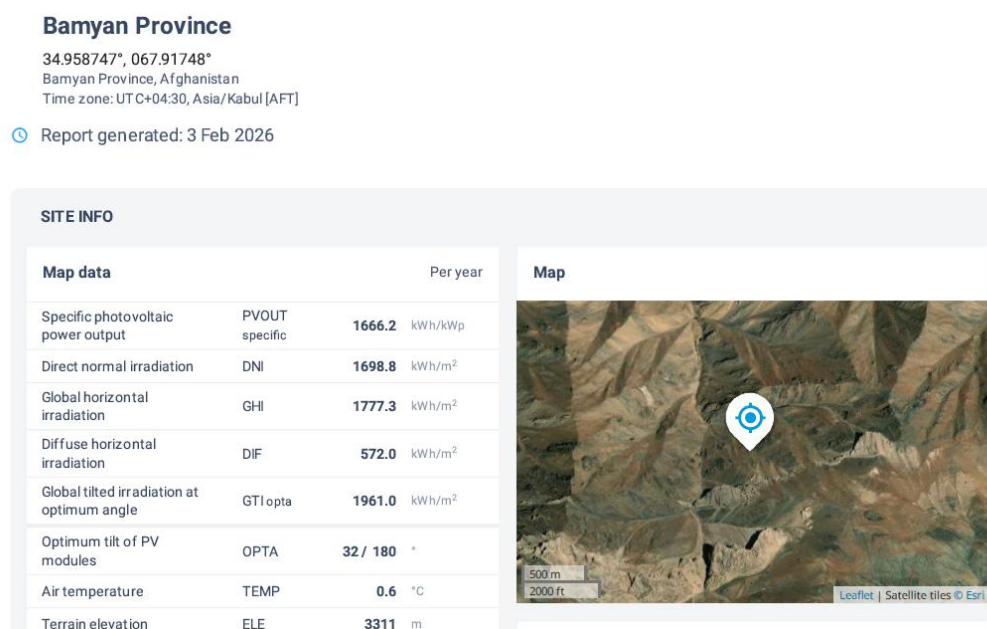 Bamyan Province
34.958747°, 067.91748°
Bamyan Province, Afghanistan
Time zone: UTC+04:30, Asia/Kabul [AFT]
Report generated: 3 Feb 2026
SITE INFO
Map data Per year
Specific photovoltaic
power output PVOUT
specific 1666.2 kWh/kWp
Direct normal irradiation DNI 1698.8 kWh/m²
Global horizontal
irradiation GHI 1777.3 kWh/m²
Diffuse horizontal
irradiation DIF 572.0 kWh/m²
Global tilted irradiation at
optimum angle GTI opta 1961.0 kWh/m²
Optimum tilt of PV
modules OPTA 32 / 180 °
Air temperature TEMP 0.6 °C
Terrain elevation ELE 3311 m
Map
500 m
2000 ft
Leaflet | Satellite tiles © Esri